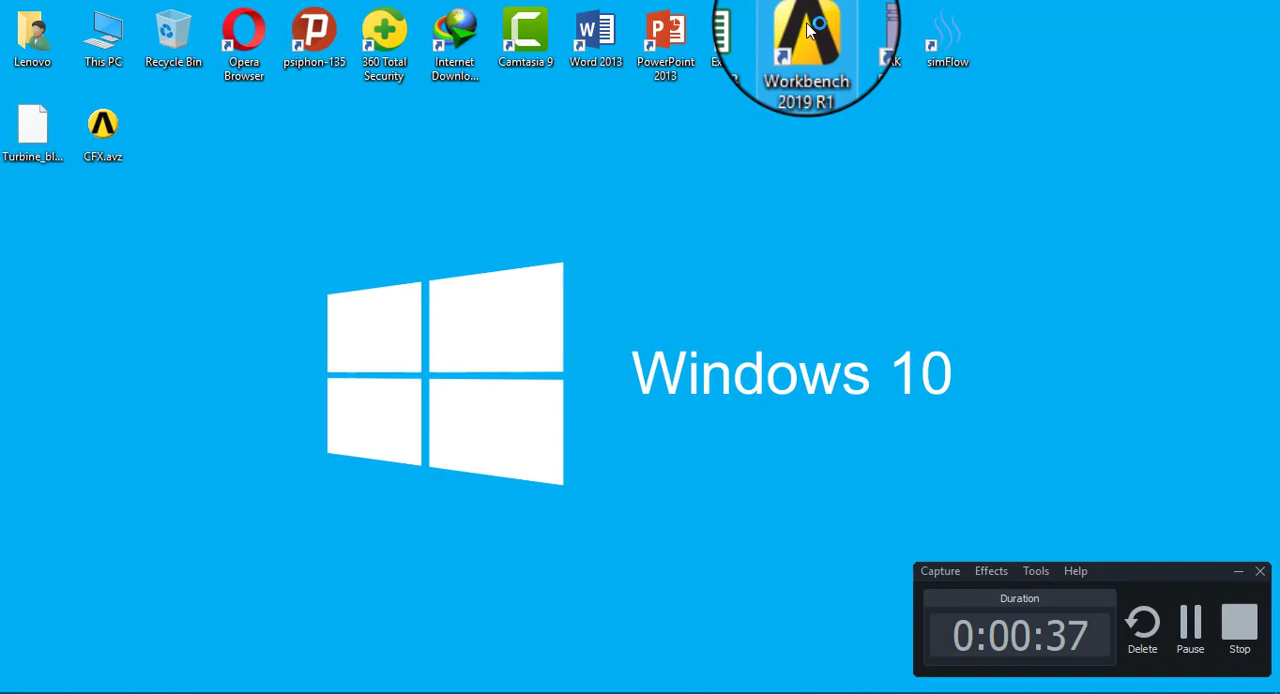 Lenovo
This PC
Recycle Bin
Opera
Browser
psiphon-135
360 Total
Security
Internet
Downlo...
Camtasia 9
Word 2013
PowerPoint
2013
Workbench
2019 R1
simFlow
Turbine_bl...
CFX.avz
Windows 10
Capture Effects Tools Help
Duration
0:00:37
Delete Pause Stop